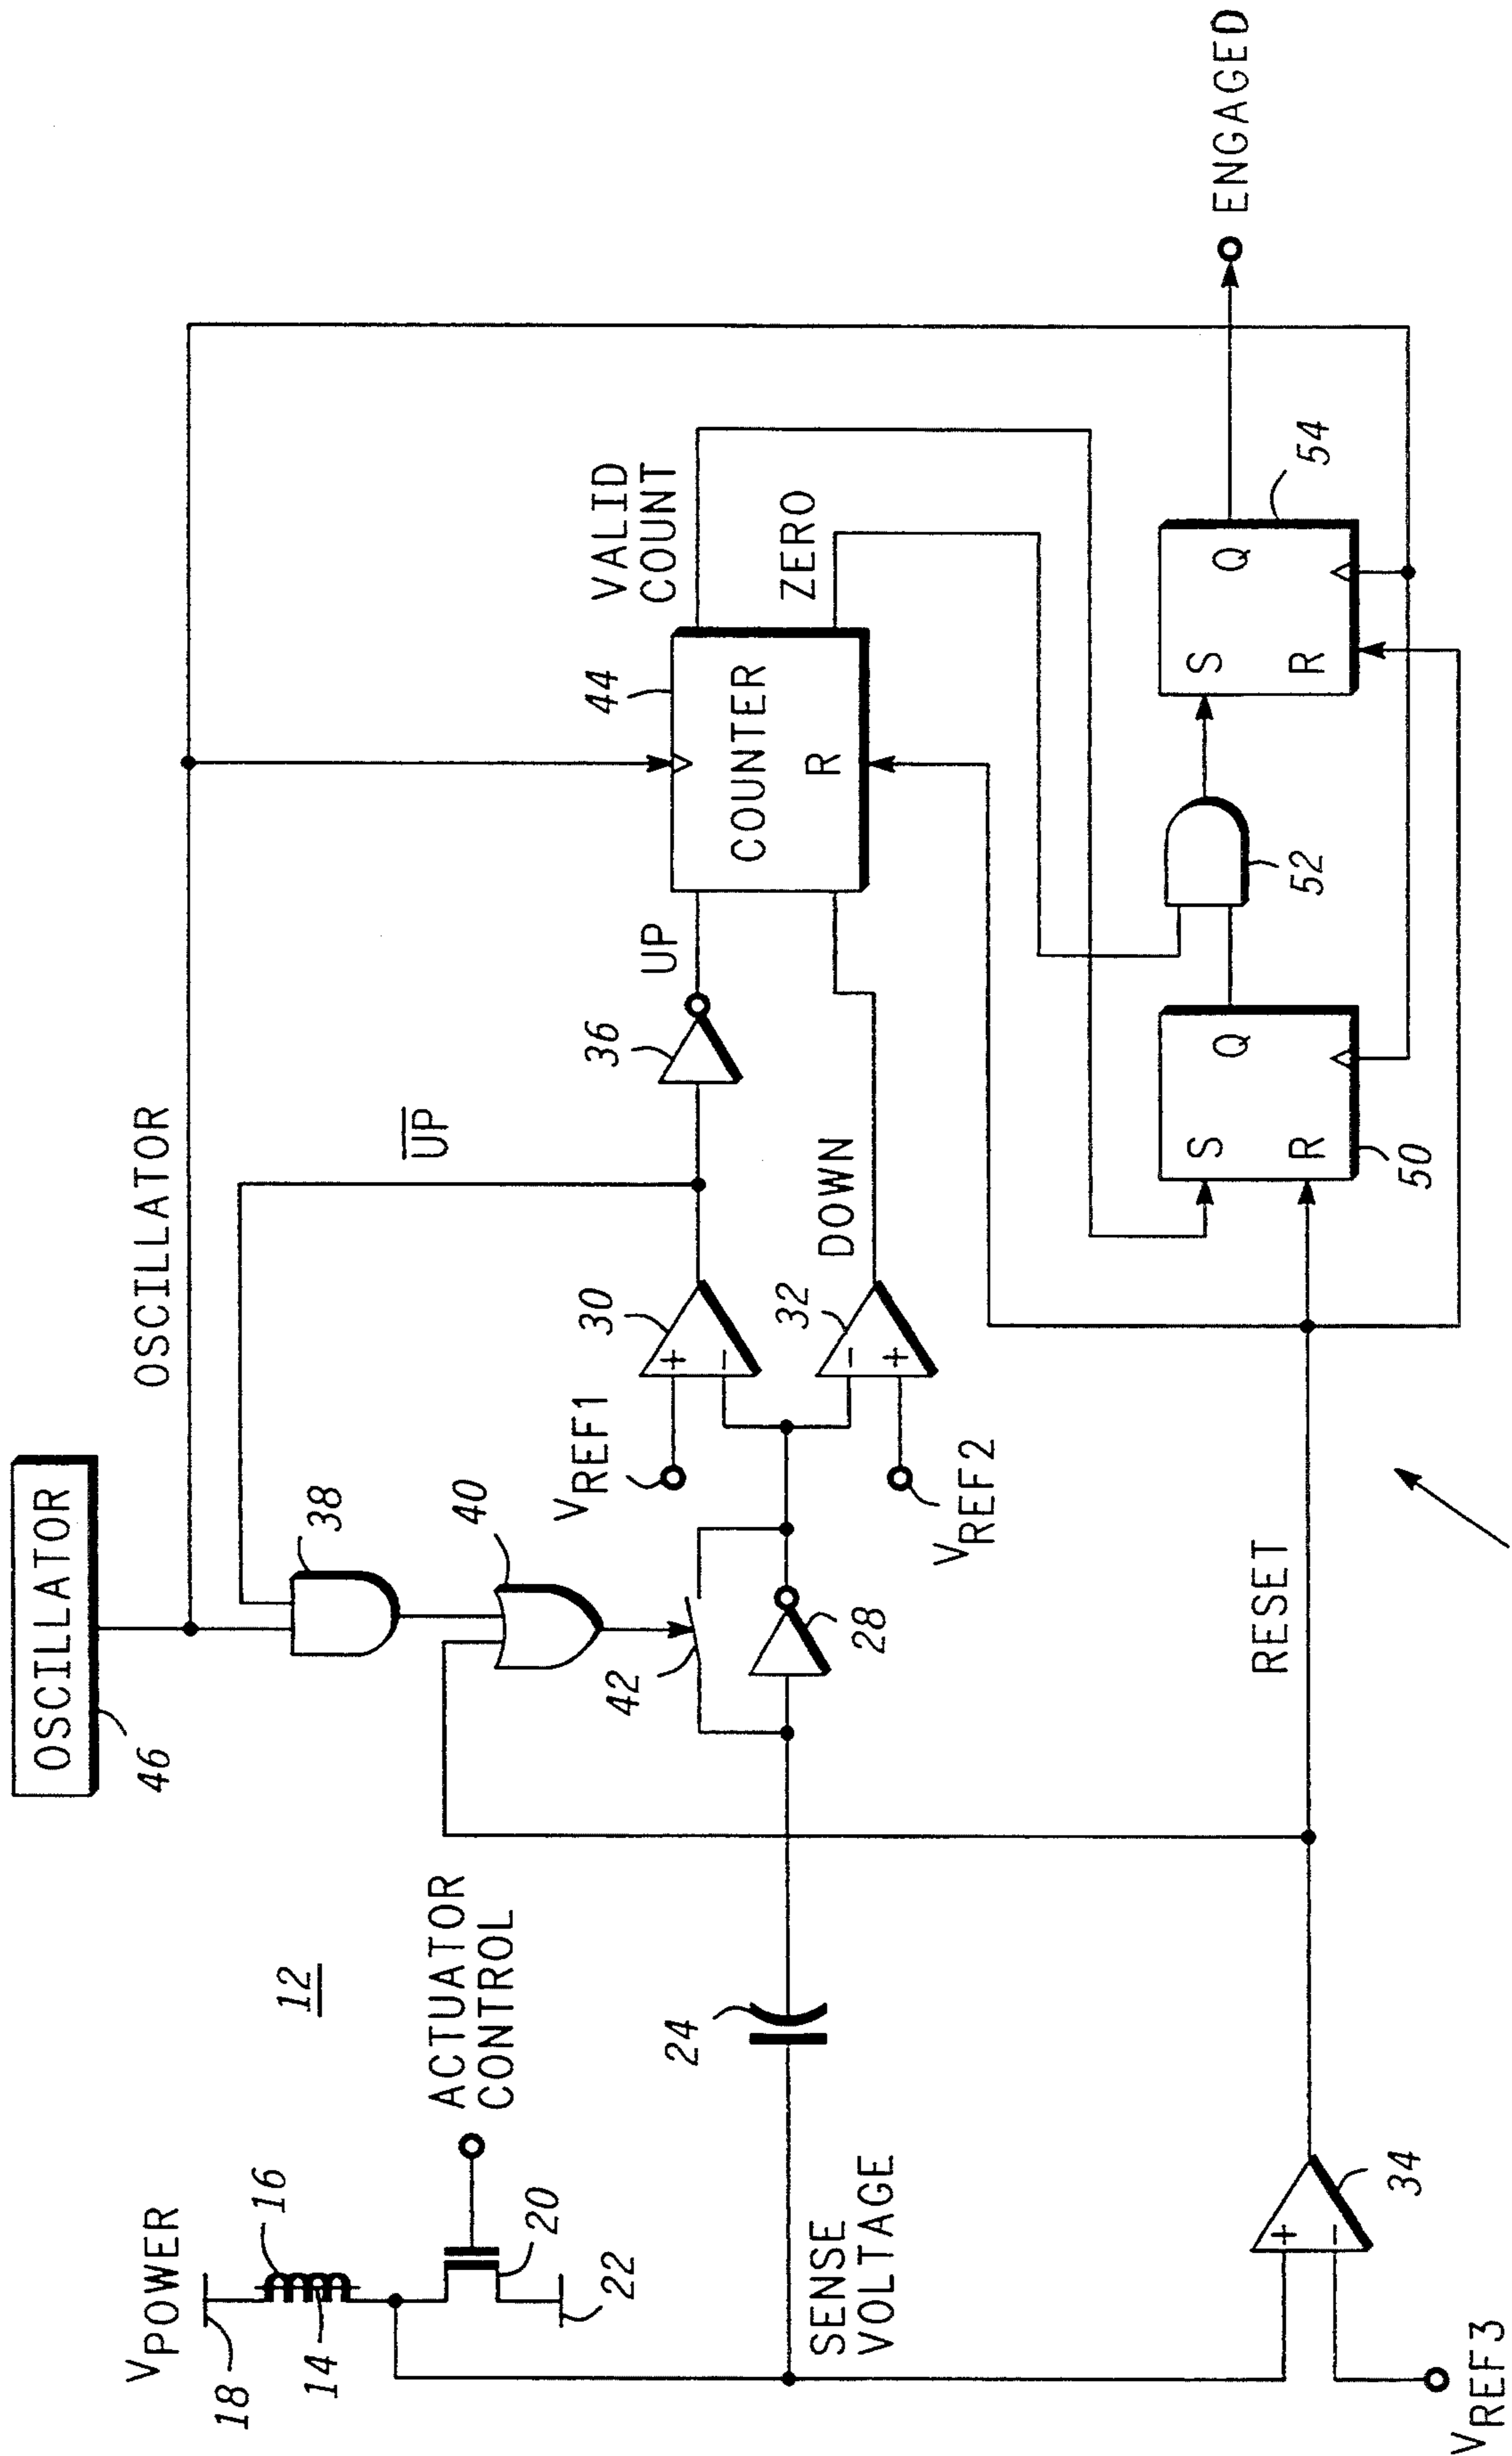 OSCILLATOR
46
OSCILLATOR
12
VPOWER
18
16
14
ACTUATOR
CONTROL
20
22
38
40
42
28
24
SENSE
VOLTAGE
VREF1
VREF2
VREF3
+
−
30
−
+
32
+
−
34
U̅P̅
36
UP
DOWN
44
COUNTER
R
VALID
COUNT
ZERO
RESET
S
Q
R
50
52
S
Q
R
54
ENGAGED